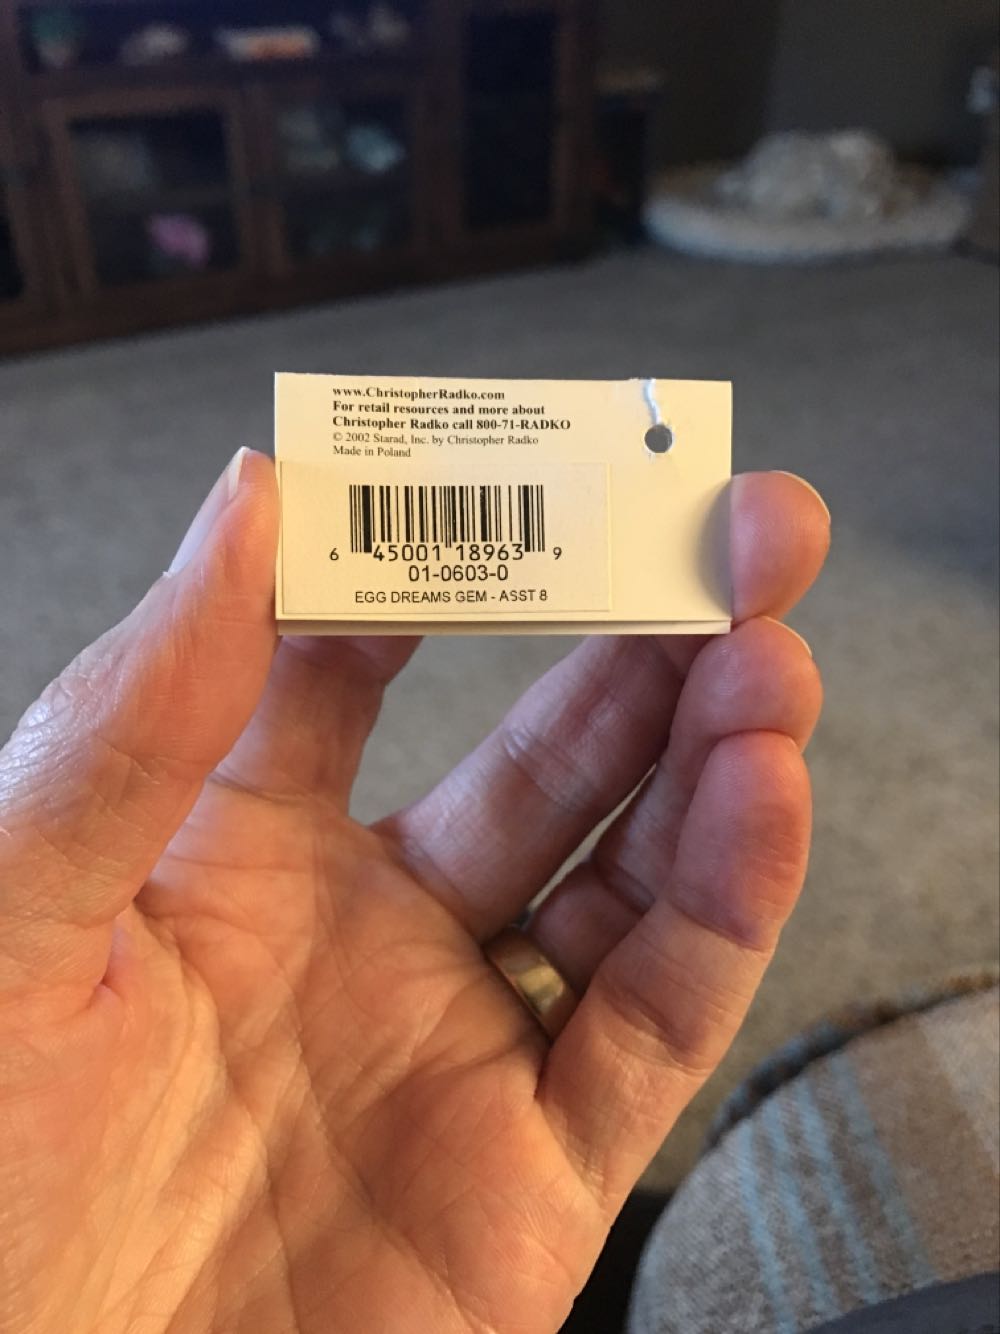 www.ChristopherRadko.com
For retail resources and more about
Christopher Radko call 800-71-RADKO
© 2002 Starad, Inc. by Christopher Radko
Made in Poland
6 45001 18963 9
01-0603-0
EGG DREAMS GEM - ASST 8